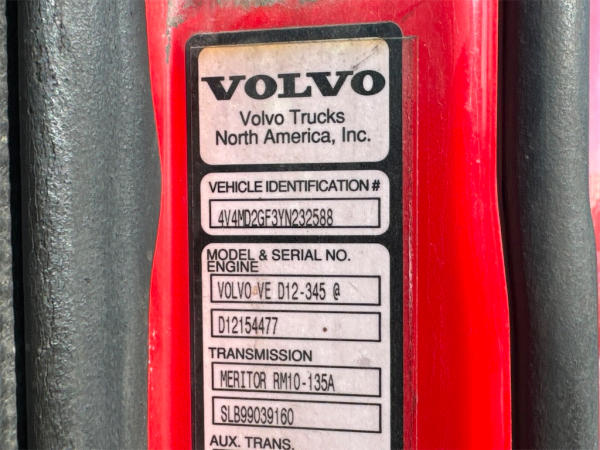 VOLVO
Volvo Trucks
North America, Inc.
VEHICLE IDENTIFICATION #
4V4MD2GF3YN232588
MODEL & SERIAL NO.
ENGINE
VOLVO VE D12-345 @
D12154477
TRANSMISSION
MERITOR RM10-135A
SLB99039160
AUX. TRANS.